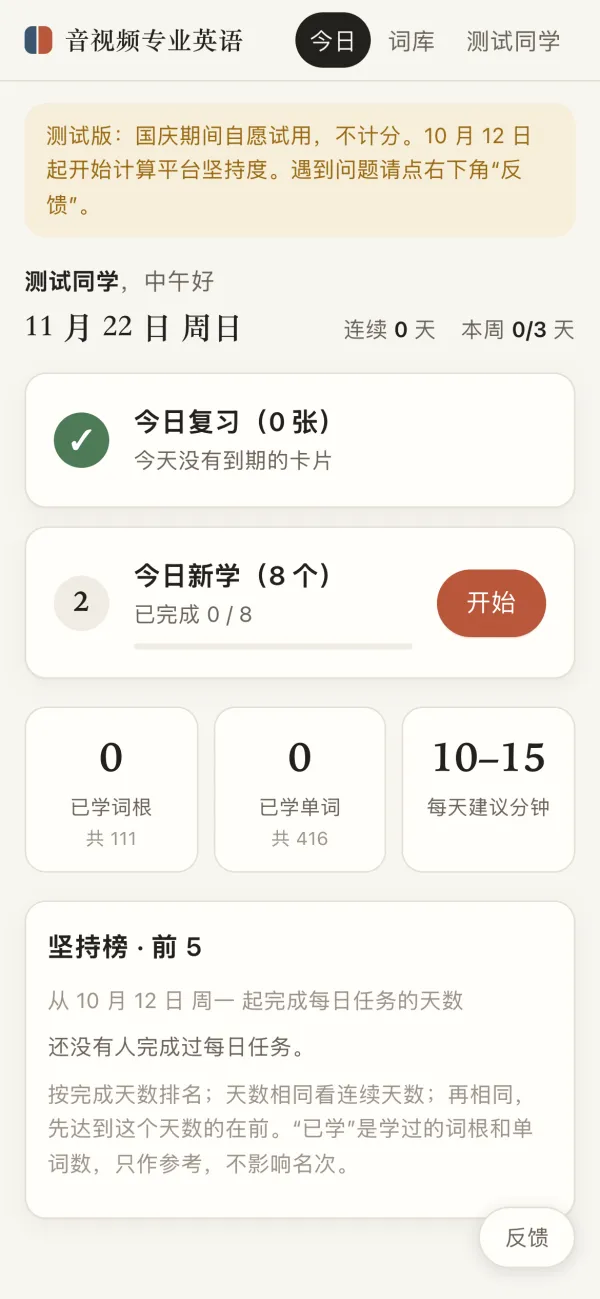 音视频专业英语
今日
词库
测试同学
测试版：国庆期间自愿试用，不计分。10 月 12 日
起开始计算平台坚持度。遇到问题请点右下角“反
馈”。
测试同学，中午好
11 月 22 日 周日
连续 0 天
本周 0/3 天
✓
今日复习（0 张）
今天没有到期的卡片
2
今日新学（8 个）
已完成 0 / 8
开始
0
已学词根
共 111
0
已学单词
共 416
10–15
每天建议分钟
坚持榜 · 前 5
从 10 月 12 日 周一 起完成每日任务的天数
还没有人完成过每日任务。
按完成天数排名；天数相同看连续天数；再相同，
先达到这个天数的在前。“已学”是学过的词根和单
词数，只作参考，不影响名次。
反馈